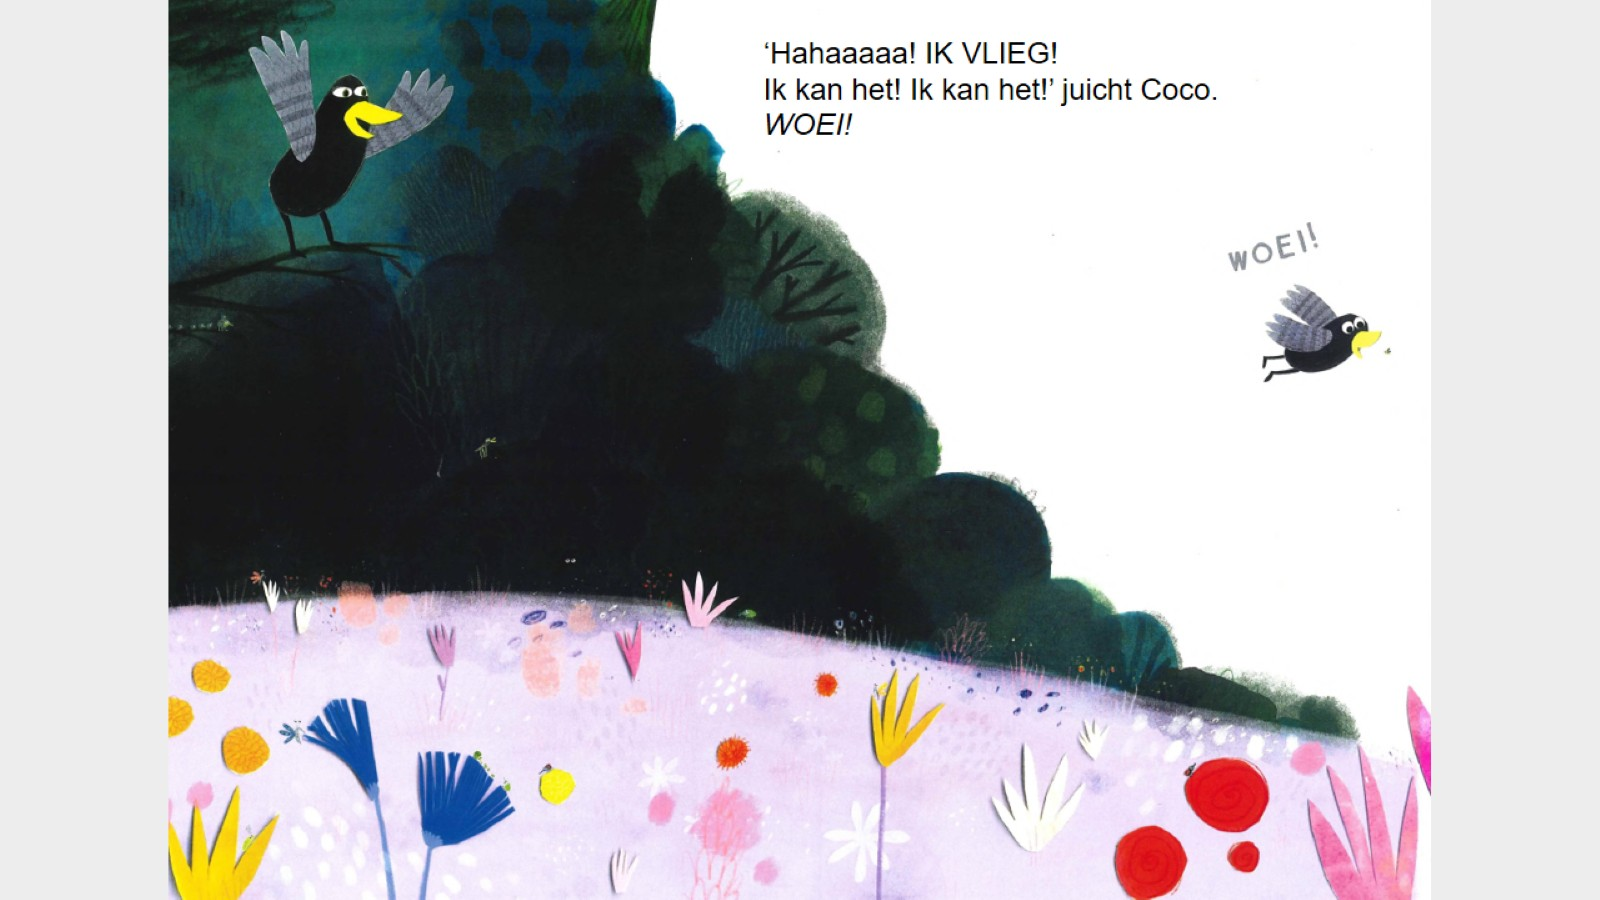 ‘Hahaaaaa! IK VLIEG!
Ik kan het! Ik kan het!’ juicht Coco.
WOEI!
WOEI!